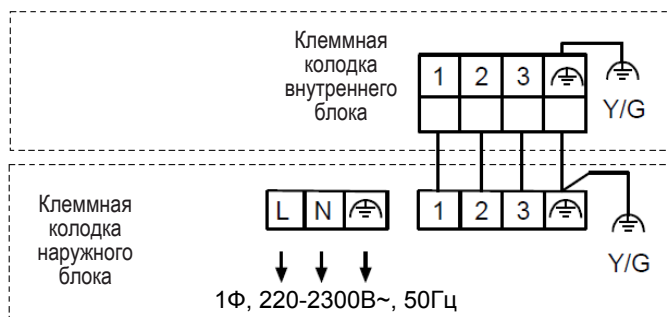 Клеммная
колодка
внутреннего
блока
1 2 3
Y/G
Клеммная
колодка
наружного
блока
L N
1 2 3
Y/G
1Ф, 220-2300В~, 50Гц